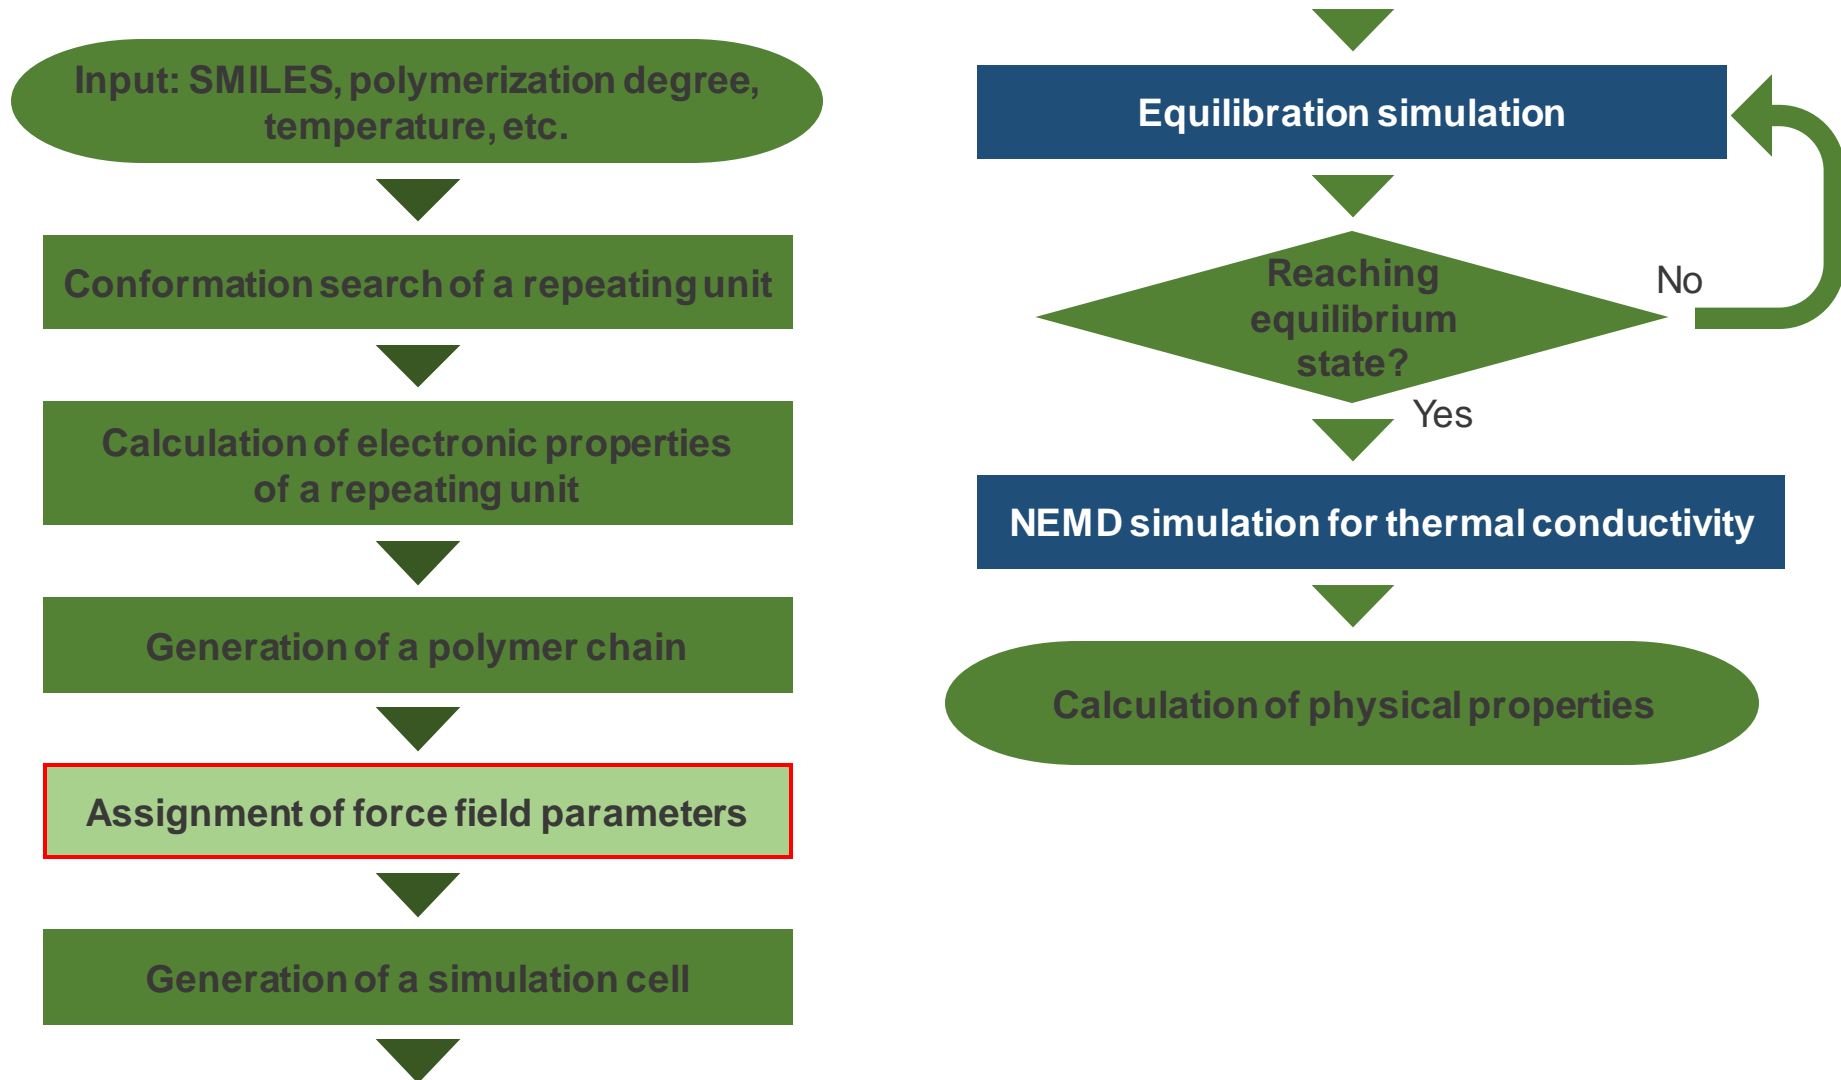 Input: SMILES, polymerization degree,
temperature, etc.
Conformation search of a repeating unit
Calculation of electronic properties
of a repeating unit
Generation of a polymer chain
Assignment of force field parameters
Generation of a simulation cell
Equilibration simulation
Reaching
equilibrium
state?
No
Yes
NEMD simulation for thermal conductivity
Calculation of physical properties